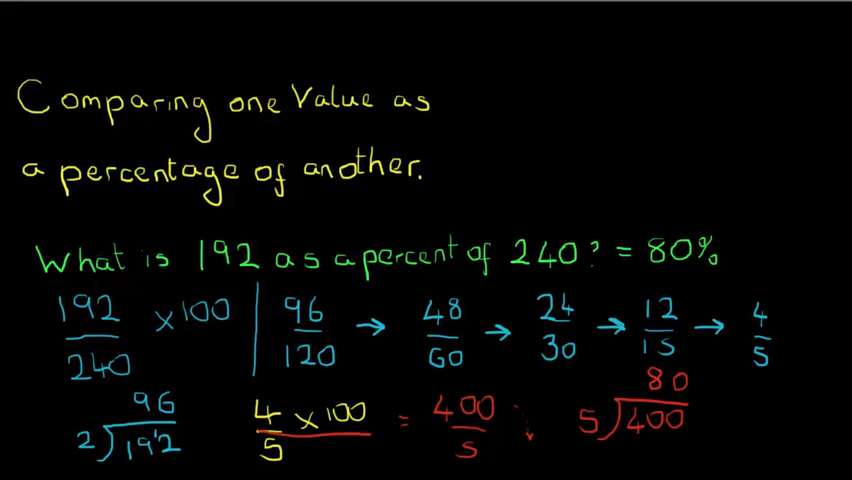 Comparing one Value as
a percentage of another.
What is 192 as a percent of 240? = 80%
192/240 x 100 | 96/120 → 48/60 → 24/30 → 12/15 → 4/5
96
2)192
4/5 x 100 = 400/5
80
5)400